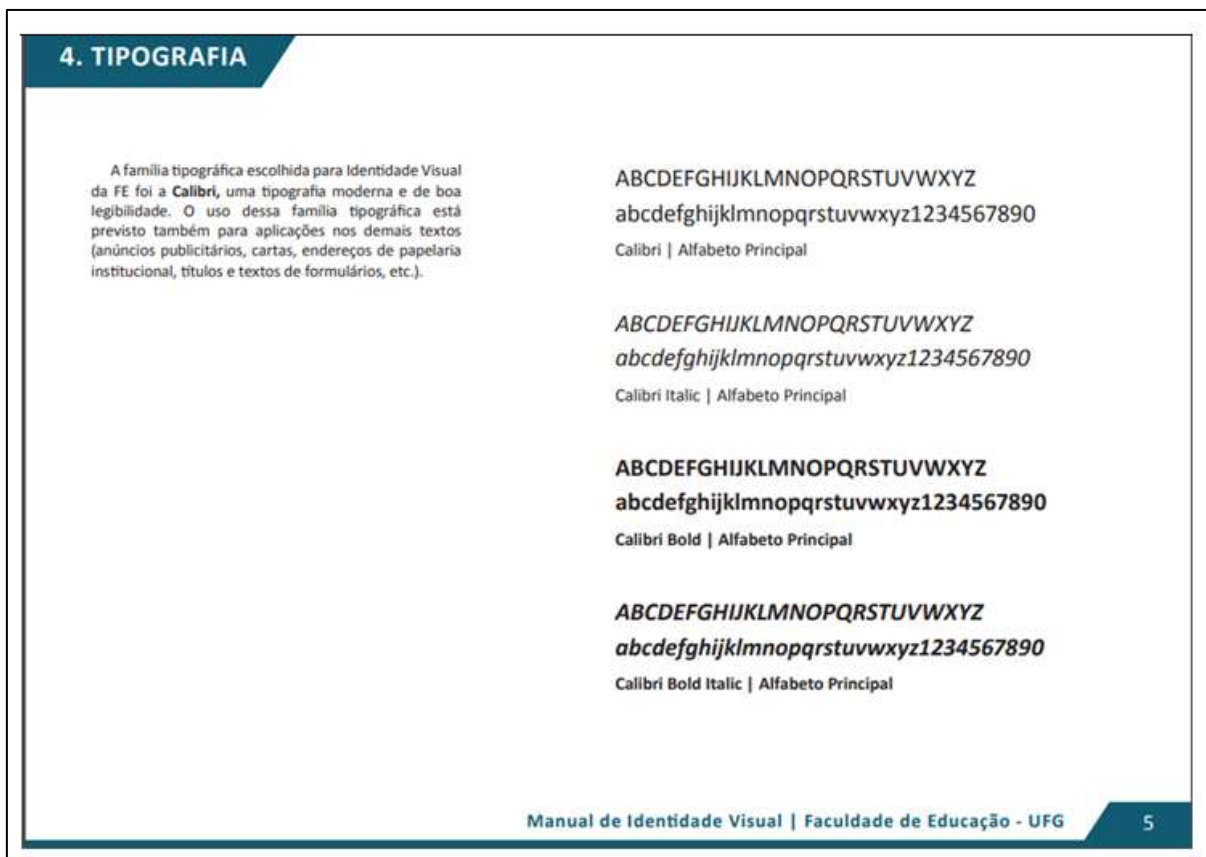 4. TIPOGRAFIA
A família tipográfica escolhida para Identidade Visual
da FE foi a Calibri, uma tipografia moderna e de boa
legibilidade. O uso dessa família tipográfica está
previsto também para aplicações nos demais textos
(anúncios publicitários, cartas, endereços de papelaria
institucional, títulos e textos de formulários, etc.).
ABCDEFGHIJKLMNOPQRSTUVWXYZ
abcdefghijklmnopqrstuvwxyz1234567890
Calibri | Alfabeto Principal
ABCDEFGHIJKLMNOPQRSTUVWXYZ
abcdefghijklmnopqrstuvwxyz1234567890
Calibri Italic | Alfabeto Principal
ABCDEFGHIJKLMNOPQRSTUVWXYZ
abcdefghijklmnopqrstuvwxyz1234567890
Calibri Bold | Alfabeto Principal
ABCDEFGHIJKLMNOPQRSTUVWXYZ
abcdefghijklmnopqrstuvwxyz1234567890
Calibri Bold Italic | Alfabeto Principal
Manual de Identidade Visual | Faculdade de Educação - UFG 5